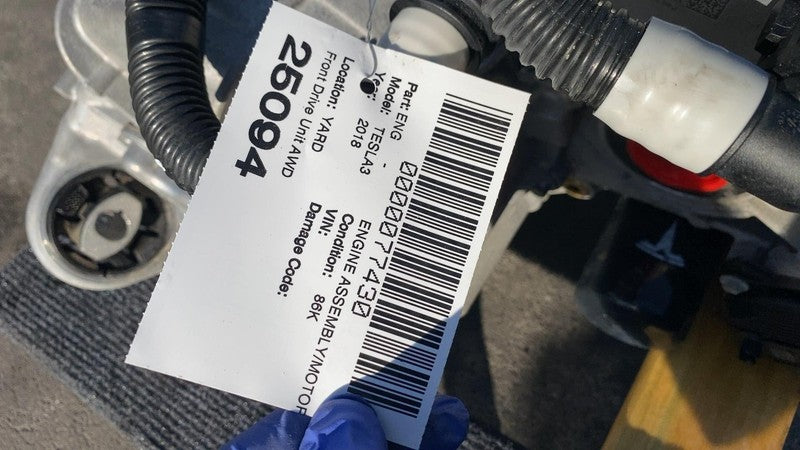 Part: ENG - 0000077430
Model: TESLA3 ENGINE ASSEMBLY/MOTOR
Year: 2018 Condition: 86K
VIN:
Location: YARD Damage Code:
Front Drive Unit AWD
25094